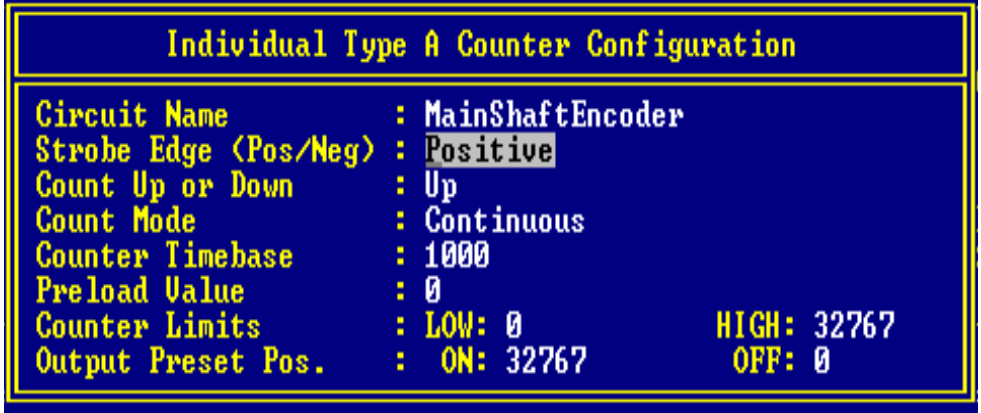 Individual Type A Counter Configuration
Circuit Name : MainShaftEncoder
Strobe Edge (Pos/Neg) : Positive
Count Up or Down : Up
Count Mode : Continuous
Counter Timebase : 1000
Preload Value : 0
Counter Limits : LOW: 0 HIGH: 32767
Output Preset Pos. : ON: 32767 OFF: 0